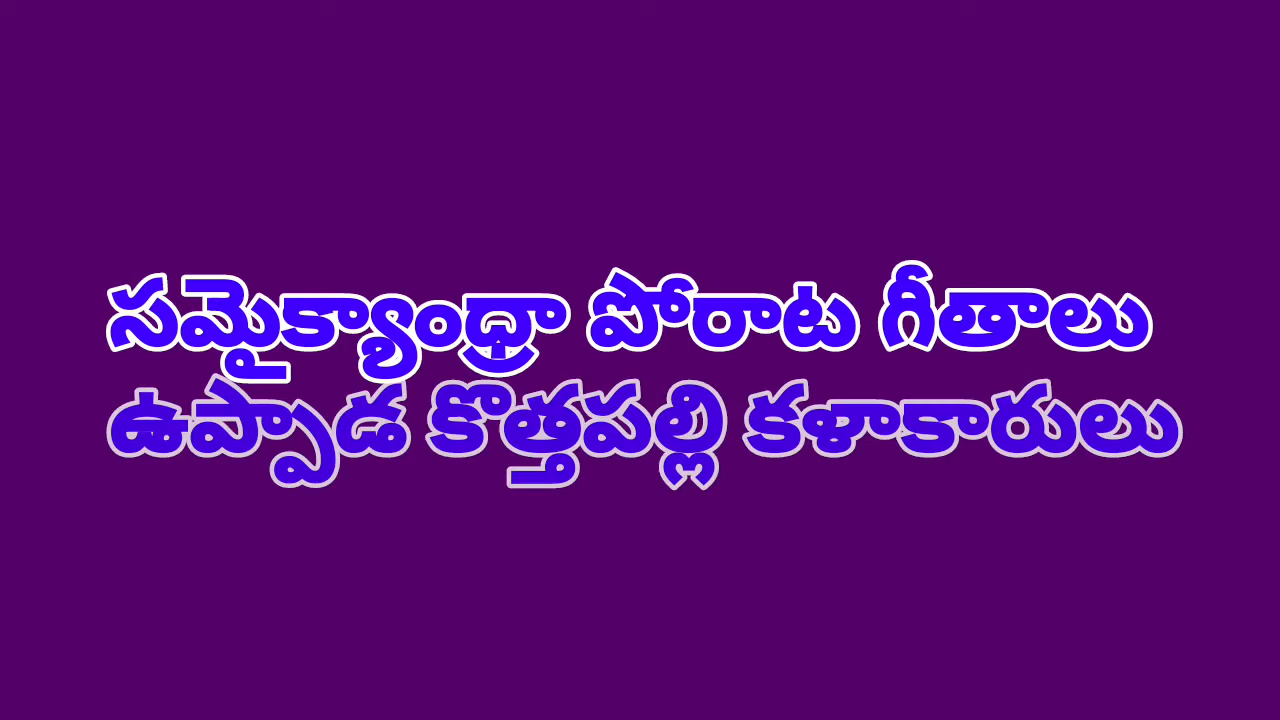 సమైక్యాంధ్రా పోరాట గీతాలు
ఉప్పాడ కొత్తపల్లి కళాకారులు